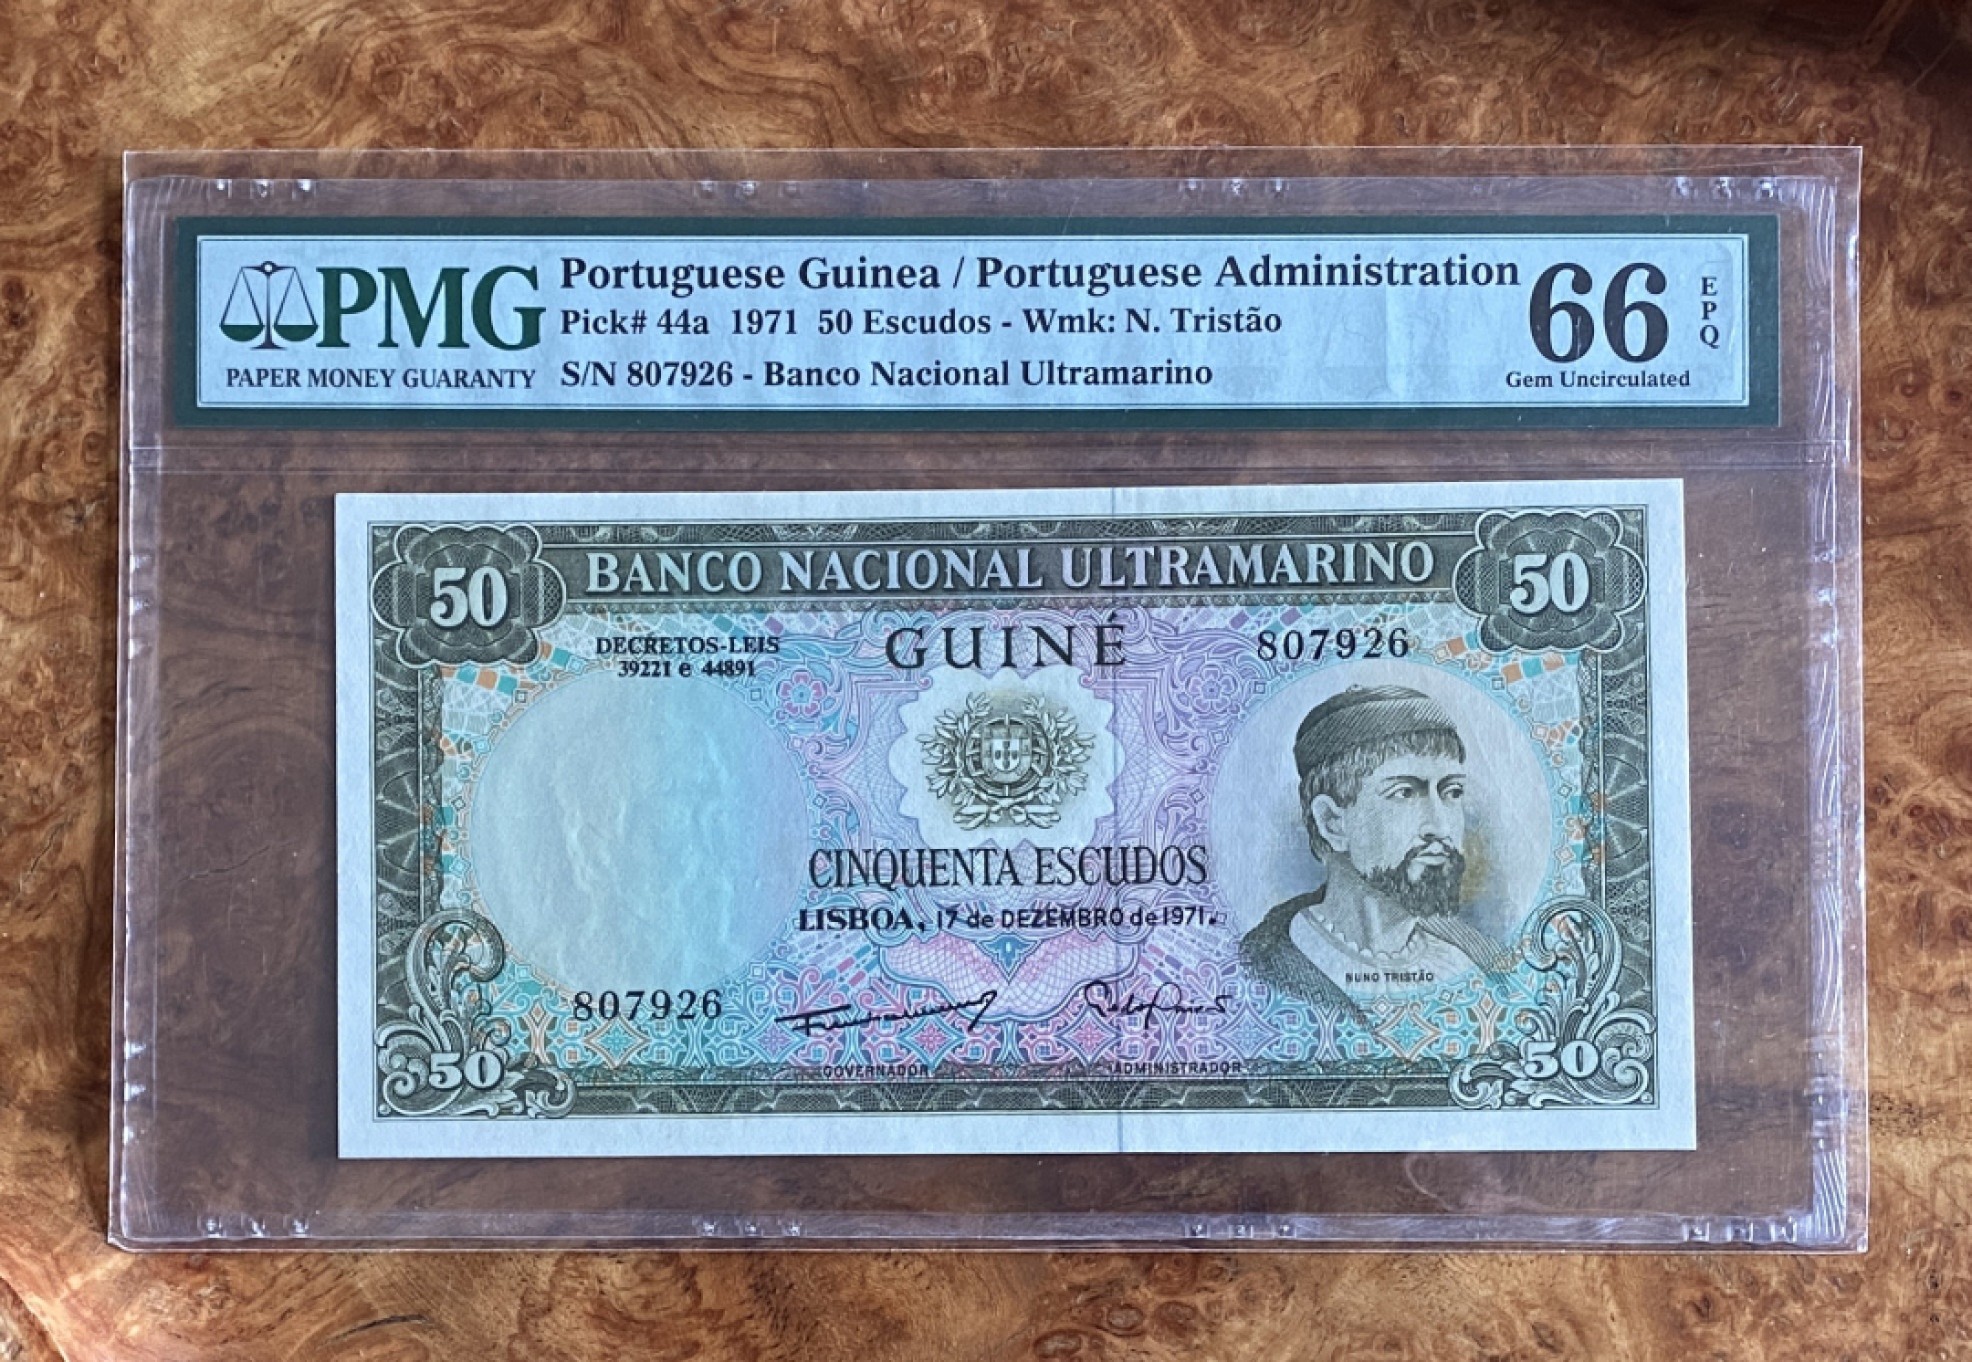 PMG
PAPER MONEY GUARANTY
Portuguese Guinea / Portuguese Administration
Pick# 44a 1971 50 Escudos - Wmk: N. Tristão
S/N 807926 - Banco Nacional Ultramarino
66
EPQ
Gem Uncirculated
50
BANCO NACIONAL ULTRAMARINO
50
DECRETOS-LEIS
39221 e 44891
GUINÉ
807926
CINQUENTA ESCUDOS
LISBOA, 17 de DEZEMBRO de 1971.
NUNO TRISTÃO
807926
GOVERNADOR
ADMINISTRADOR
50
50